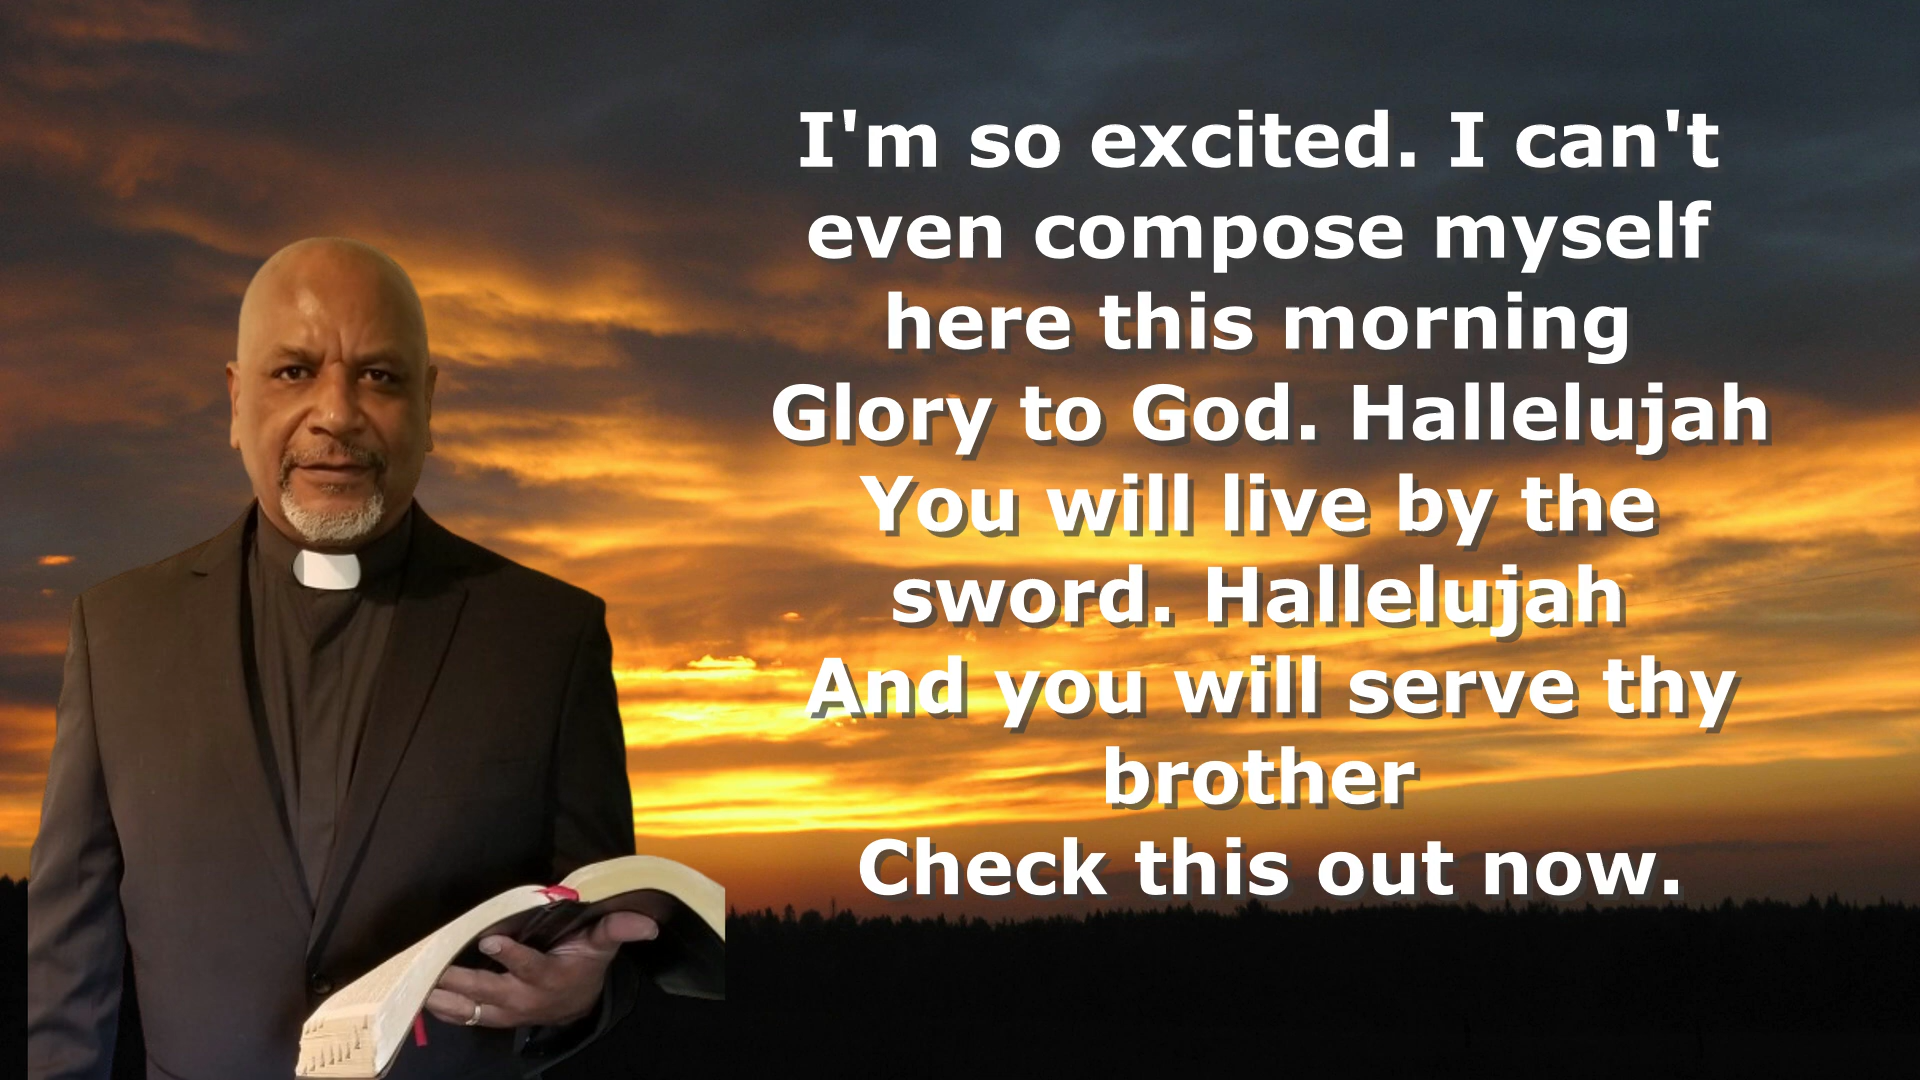 I'm so excited. I can't
even compose myself
here this morning
Glory to God. Hallelujah
You will live by the
sword. Hallelujah
And you will serve thy
brother
Check this out now.